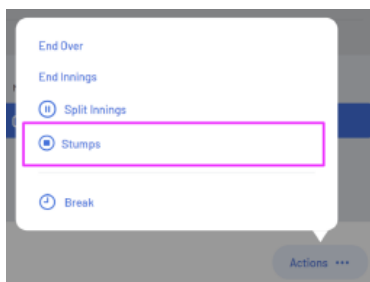 End Over
End Innings
Split Innings
Stumps
Break
Actions